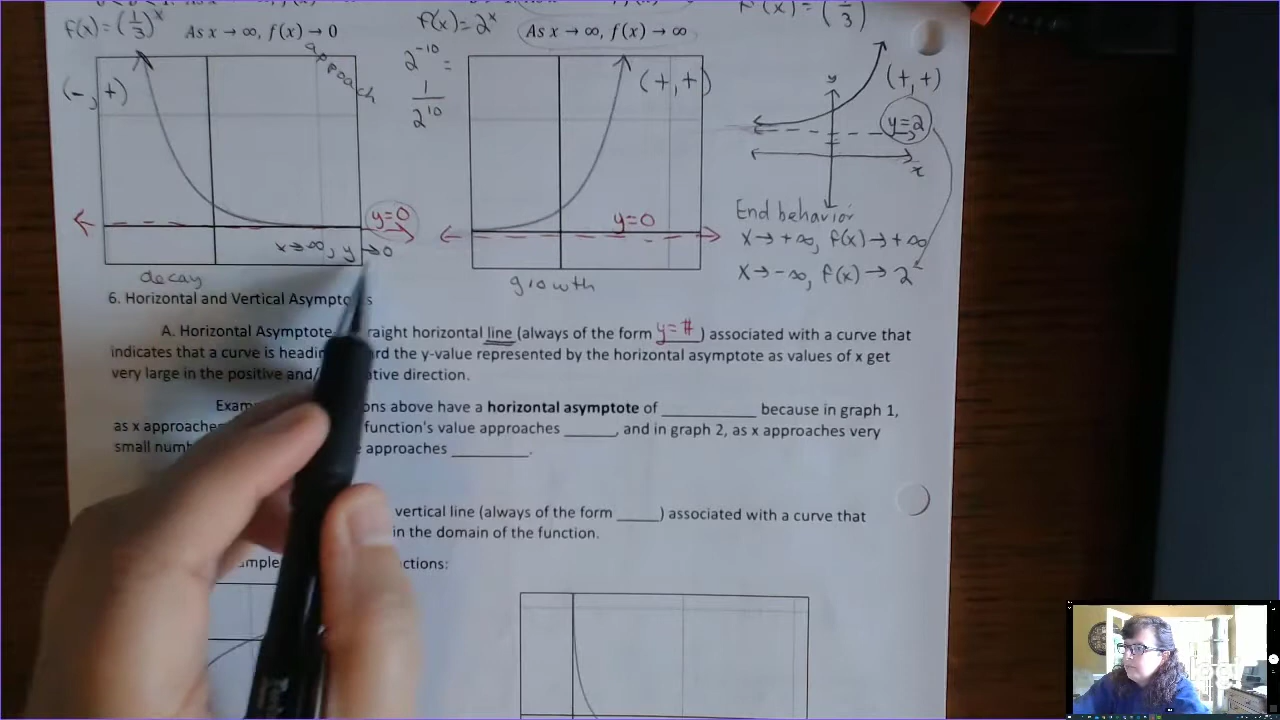 f(x)=(1/3)^x As x → ∞, f(x) → 0
f(x)=2^x As x → ∞, f(x) → ∞
approach
(-,+)
2^-10 =
1/2^10
(+,+)
y
(+,+)
y=2
x
y=0
x→∞, y→0
y=0
End behavior
x→+∞, f(x)→+∞
x→-∞, f(x)→2
decay
growth
6. Horizontal and Vertical
A. Horizontal Asymptote raight horizontal line (always of the form y=# ) associated with a curve that
indicates that a curve is headin rd the y-value represented by the horizontal asymptote as values of x get
very large in the positive and/ ative direction.
Exam ons above have a horizontal asymptote of __________ because in graph 1,
as x approache function's value approaches ______, and in graph 2, as x approaches very
small numb approaches _________.
vertical line (always of the form _____) associated with a curve that
in the domain of the function.
ample ctions: